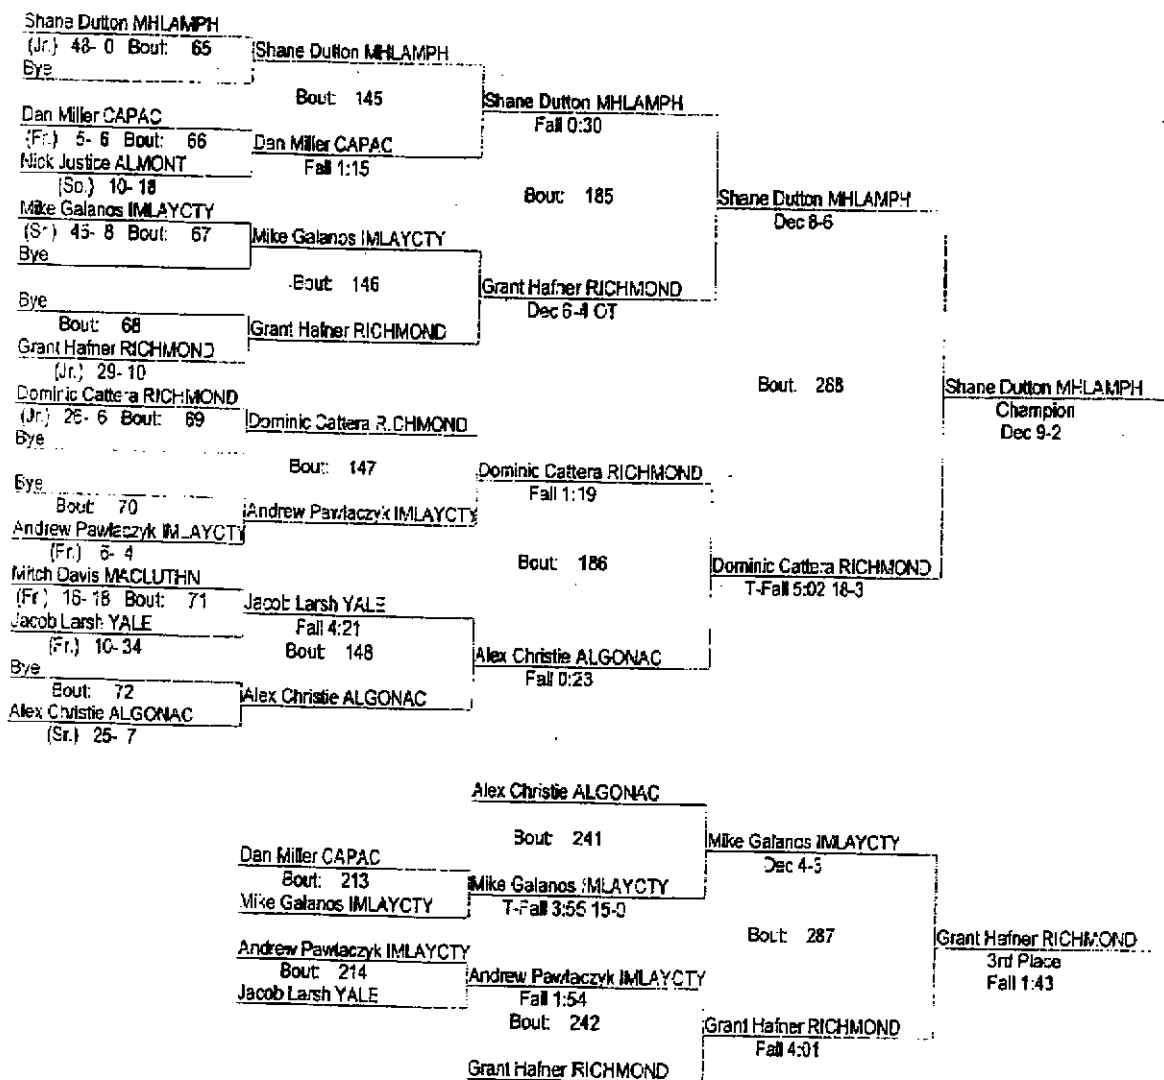 Shane Dutton MHLAMPH
(Jr.) 48- 0 Bout: 65
Bye
Shane Dutton MHLAMPH
Bout: 145
Dan Miller CAPAC
(Fr.) 5- 6 Bout: 66
Nick Justice ALMONT
(So.) 10- 18
Dan Miller CAPAC
Fall 1:15
Shane Dutton MHLAMPH
Fall 0:30
Bout: 185
Mike Galanos IMLAYCTY
(Sr.) 45- 8 Bout: 67
Bye
Mike Galanos IMLAYCTY
Bout: 146
Bye
Bout: 68
Grant Hafner RICHMOND
(Jr.) 29- 10
Grant Hafner RICHMOND
Grant Hafner RICHMOND
Dec 6-4 OT
Shane Dutton MHLAMPH
Dec 8-6
Bout: 288
Dominic Cattera RICHMOND
(Jr.) 26- 6 Bout: 69
Bye
Dominic Cattera RICHMOND
Bout: 147
Bye
Bout: 70
Andrew Pawlaczyk IMLAYCTY
(Fr.) 6- 4
Andrew Pawlaczyk IMLAYCTY
Dominic Cattera RICHMOND
Fall 1:19
Bout: 186
Mitch Davis MACLUTHN
(Fr.) 16- 18 Bout: 71
Jacob Larsh YALE
(Fr.) 10- 34
Jacob Larsh YALE
Fall 4:21
Bout: 148
Bye
Bout: 72
Alex Christie ALGONAC
(Sr.) 25- 7
Alex Christie ALGONAC
Alex Christie ALGONAC
Fall 0:23
Dominic Cattera RICHMOND
T-Fall 5:02 18-3
Shane Dutton MHLAMPH
Champion
Dec 9-2
Alex Christie ALGONAC
Bout: 241
Dan Miller CAPAC
Bout: 213
Mike Galanos IMLAYCTY
Mike Galanos IMLAYCTY
T-Fall 3:55 15-0
Mike Galanos IMLAYCTY
Dec 4-3
Bout: 287
Andrew Pawlaczyk IMLAYCTY
Bout: 214
Jacob Larsh YALE
Andrew Pawlaczyk IMLAYCTY
Fall 1:54
Bout: 242
Grant Hafner RICHMOND
Grant Hafner RICHMOND
Fall 4:01
Grant Hafner RICHMOND
3rd Place
Fall 1:43